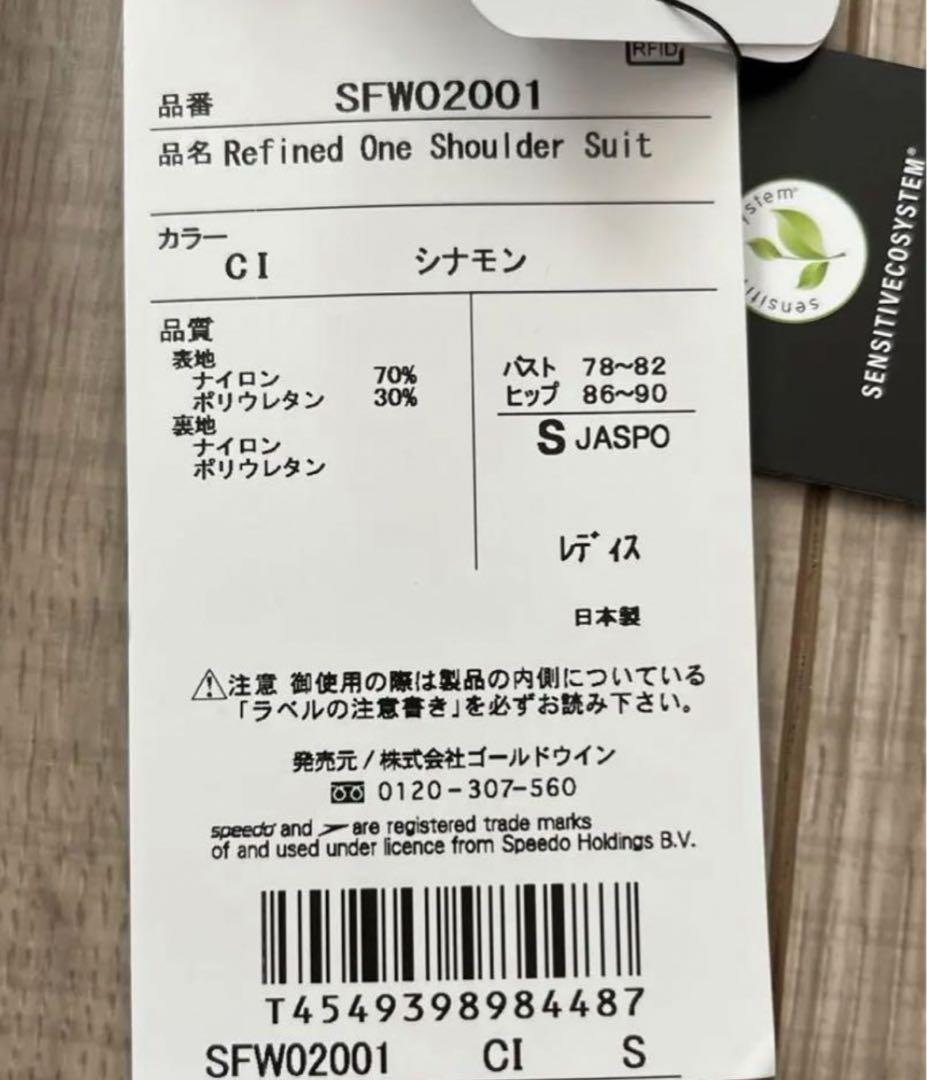 RFID
品番 SFW02001
品名 Refined One Shoulder Suit
カラー
CI シナモン
品質
表地
ナイロン 70%
ポリウレタン 30%
裏地
ナイロン
ポリウレタン
バスト 78~82
ヒップ 86~90
S JASPO
レディス
日本製
⚠注意 御使用の際は製品の内側についている
「ラベルの注意書き」を必ずお読み下さい。
発売元/株式会社ゴールドウイン
0120-307-560
speedo and are registered trade marks
of and used under licence from Speedo Holdings B.V.
T4549398984487
SFW02001 CI S
SENSITIVECOSYSTEM®